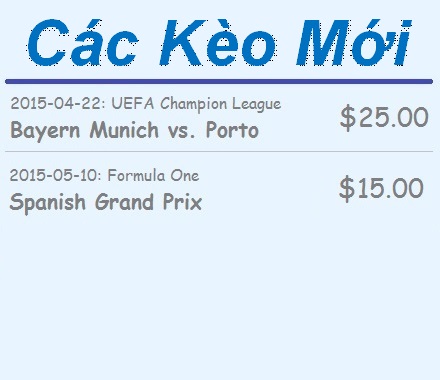 Các Kèo Mới
2015-04-22: UEFA Champion League
Bayern Munich vs. Porto
$25.00
2015-05-10: Formula One
Spanish Grand Prix
$15.00